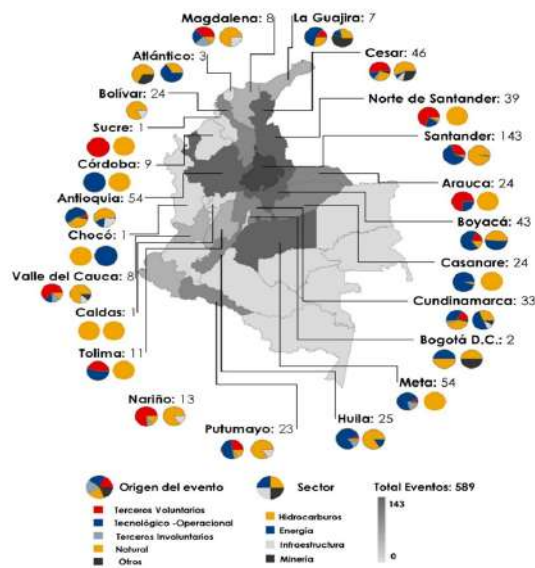 Magdalena: 8
La Guajira: 7
Atlántico: 3
Cesar: 46
Bolívar: 24
Norte de Santander: 39
Sucre: 1
Santander: 143
Córdoba: 9
Antioquia: 54
Arauca: 24
Chocó: 1
Boyacá: 43
Casanare: 24
Valle del Cauca: 8
Cundinamarca: 33
Caldas: 1
Bogotá D.C.: 2
Tolima: 11
Meta: 54
Nariño: 13
Huila: 25
Putumayo: 23
Origen del evento
Terceros Voluntarios
Tecnológico -Operacional
Terceros Involuntarios
Natural
Otros
Sector
Hidrocarburos
Energía
Infraestructura
Minería
Total Eventos: 589
143
0